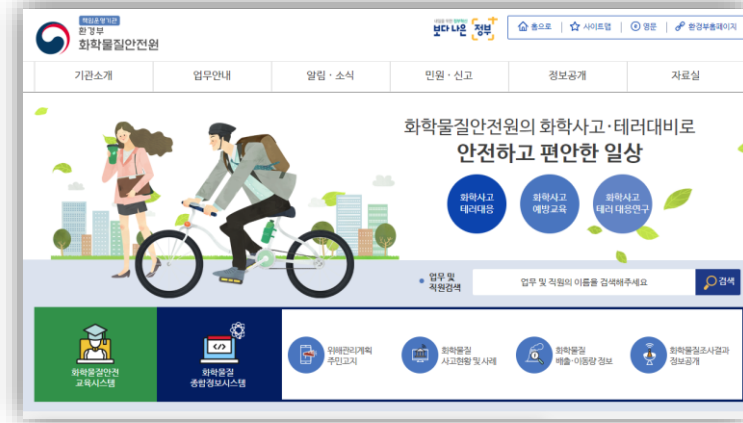 책임운영기관
환경부
화학물질안전원
보다나은 정부
홈으로
사이트맵
영문
환경부홈페이지
기관소개
업무안내
알림·소식
민원·신고
정보공개
자료실
화학물질안전원의 화학사고·테러대비로
안전하고 편안한 일상
화학사고
테러대응
화학사고
예방교육
화학사고
테러 대응연구
업무 및
직원검색
업무 및 직원의 이름을 검색해주세요
검색
화학물질안전
교육시스템
화학물질
종합정보시스템
위해관리계획
주민고지
화학물질
사고현황 및 사례
화학물질
배출·이동량 정보
화학물질조사결과
정보공개